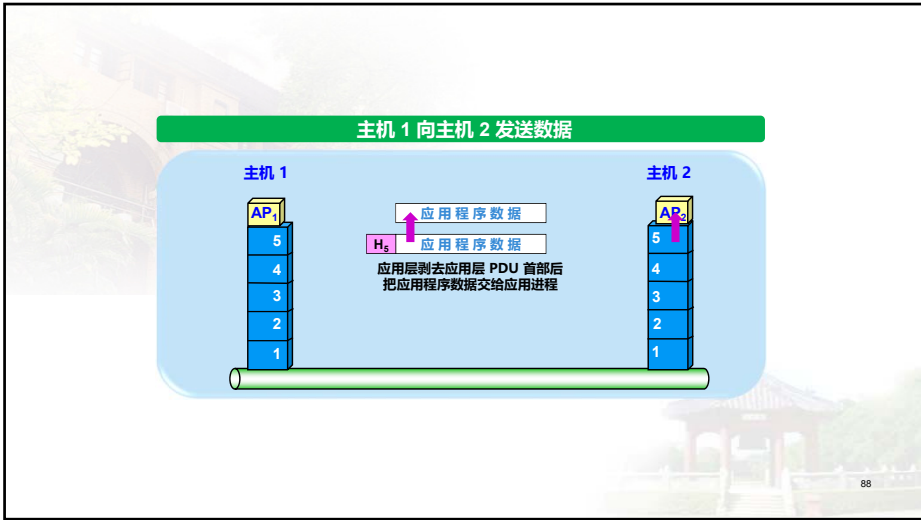 主机 1 向主机 2 发送数据
主机 1
主机 2
AP₁
应用程序数据
AP₂
H₅
应用程序数据
5
5
应用层剥去应用层 PDU 首部后
把应用程序数据交给应用进程
4
4
3
3
2
2
1
1
88